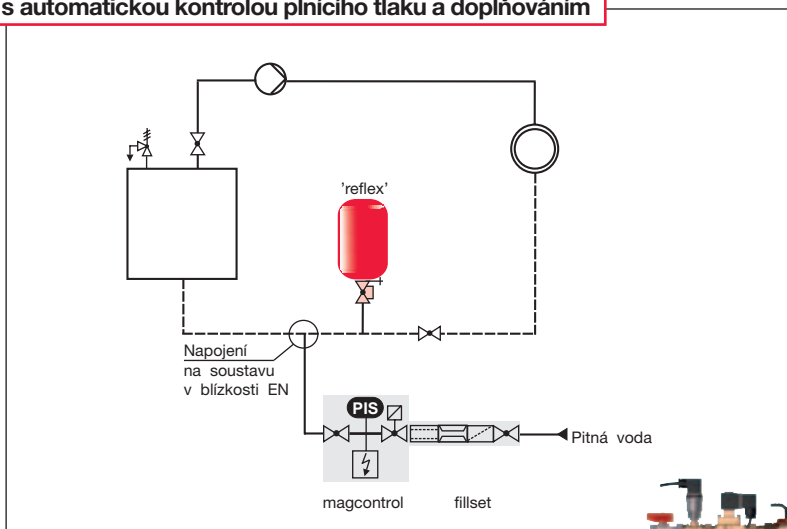 s automatickou kontrolou plnicího tlaku a doplňováním
'reflex'
Napojení
na soustavu
v blízkosti EN
PIS
Pitná voda
magcontrol fillset